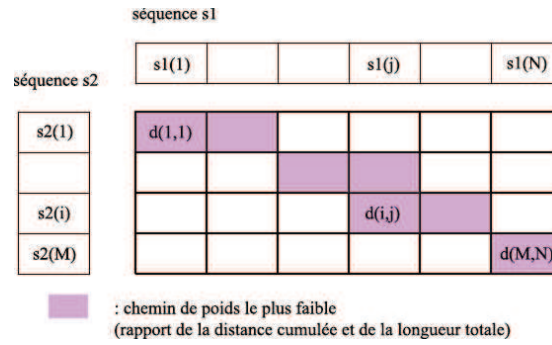 séquence s1
s1(1) s1(j) s1(N)
séquence s2
s2(1) d(1,1)
s2(i) d(i,j)
s2(M) d(M,N)
: chemin de poids le plus faible
(rapport de la distance cumulée et de la longueur totale)